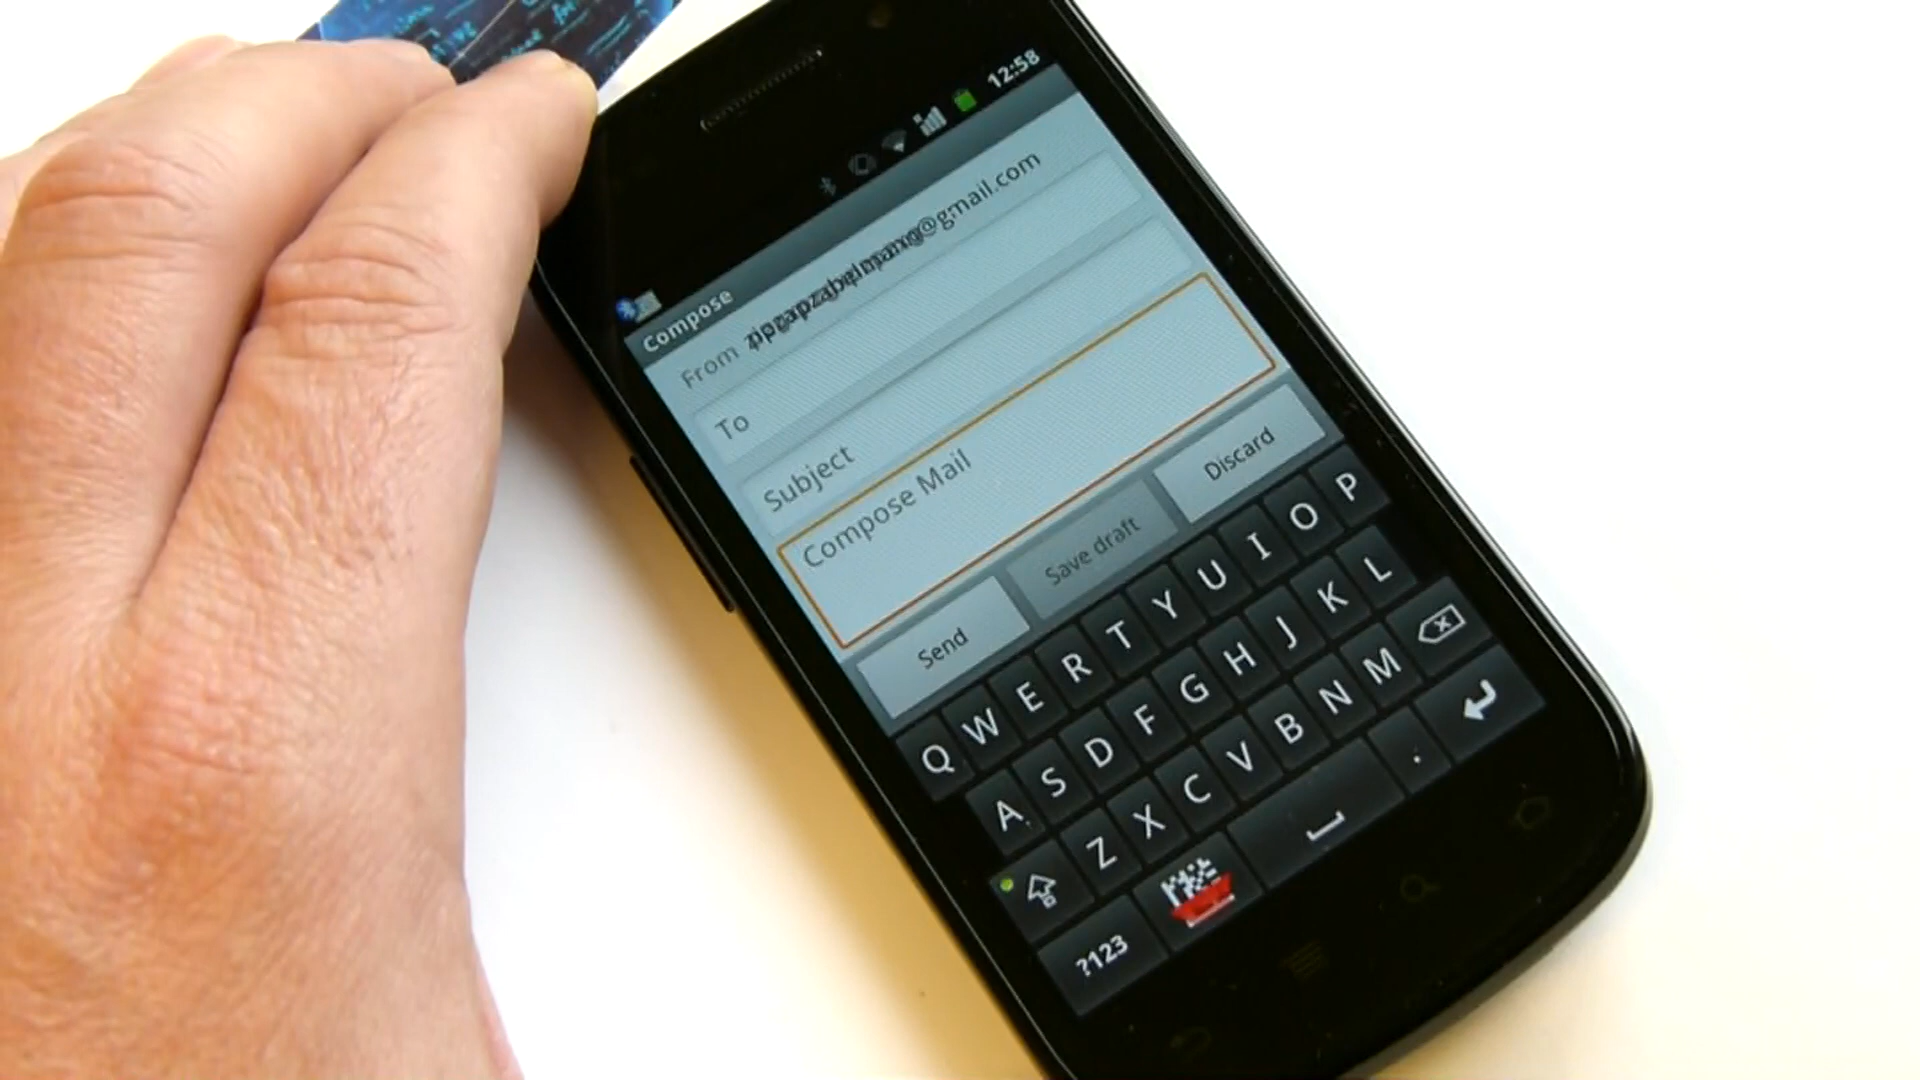 12:58
Compose
From @gmail.com
To
Subject
Compose Mail
Send Save draft Discard
Q W E R T Y U I O P
A S D F G H J K L
Z X C V B N M
?123 .